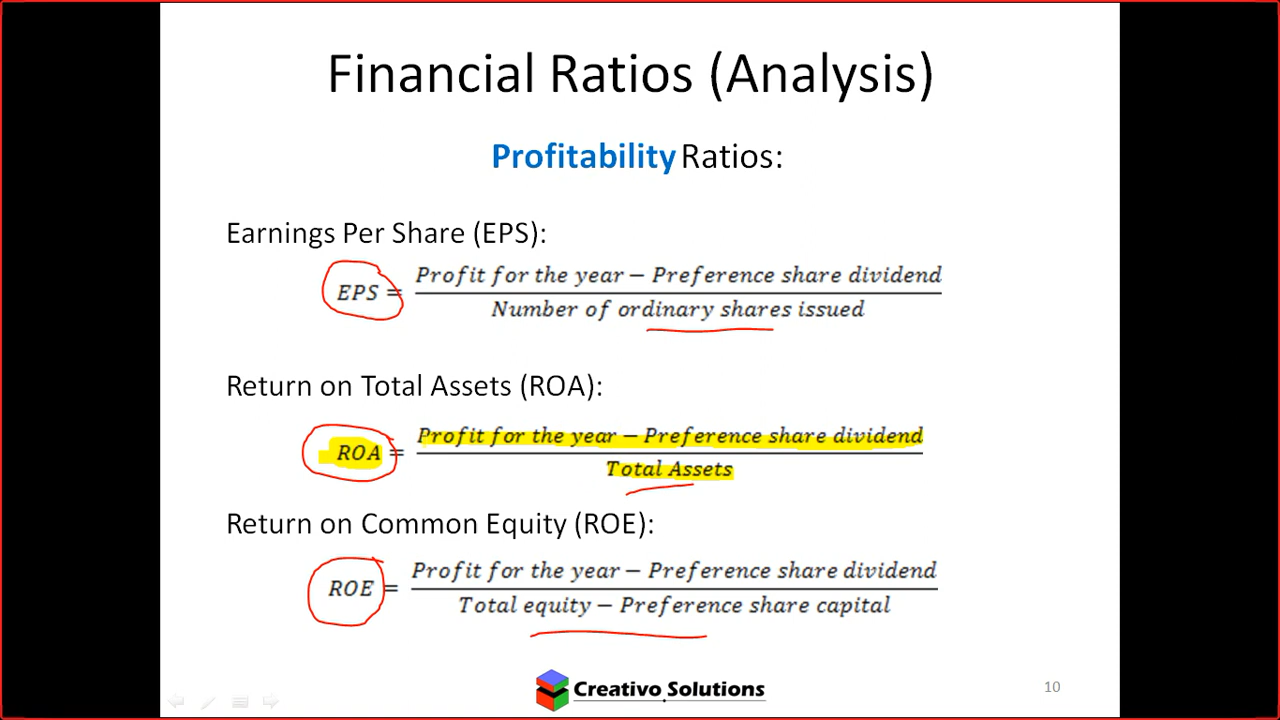 Financial Ratios (Analysis)
Profitability Ratios:
Earnings Per Share (EPS):
EPS = Profit for the year − Preference share dividend
Number of ordinary shares issued
Return on Total Assets (ROA):
ROA = Profit for the year − Preference share dividend
Total Assets
Return on Common Equity (ROE):
ROE = Profit for the year − Preference share dividend
Total equity − Preference share capital
Creativo Solutions
10